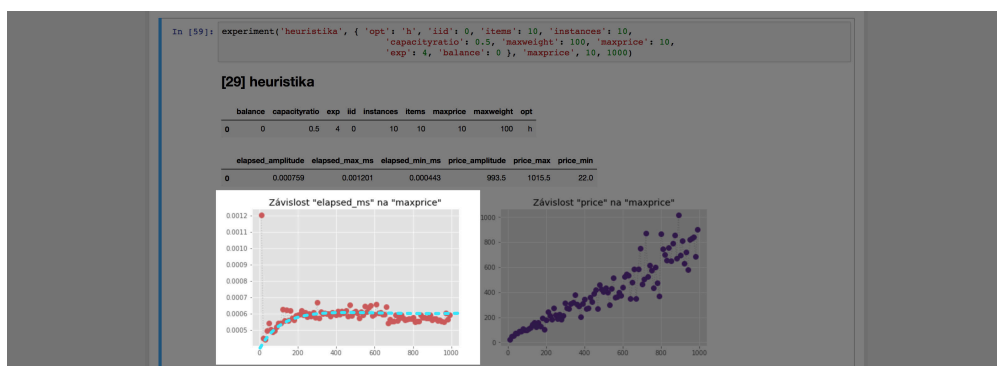 In [59]: experiment('heuristika', { 'opt': 'h', 'iid': 0, 'items': 10, 'instances': 10,
'capacityratio': 0.5, 'maxweight': 100, 'maxprice': 10,
'exp': 4, 'balance': 0 }, 'maxprice', 10, 1000)
[29] heuristika
balance capacityratio exp iid instances items maxprice maxweight opt
0 0 0.5 4 0 10 10 10 100 h
elapsed_amplitude elapsed_max_ms elapsed_min_ms price_amplitude price_max price_min
0 0.000759 0.001201 0.000443 993.5 1015.5 22.0
Závislost "elapsed_ms" na "maxprice"
0.0012
0.0011
0.0010
0.0009
0.0008
0.0007
0.0006
0.0005
0 200 400 600 800 1000
Závislost "price" na "maxprice"
1000
800
600
400
200
0
0 200 400 600 800 1000